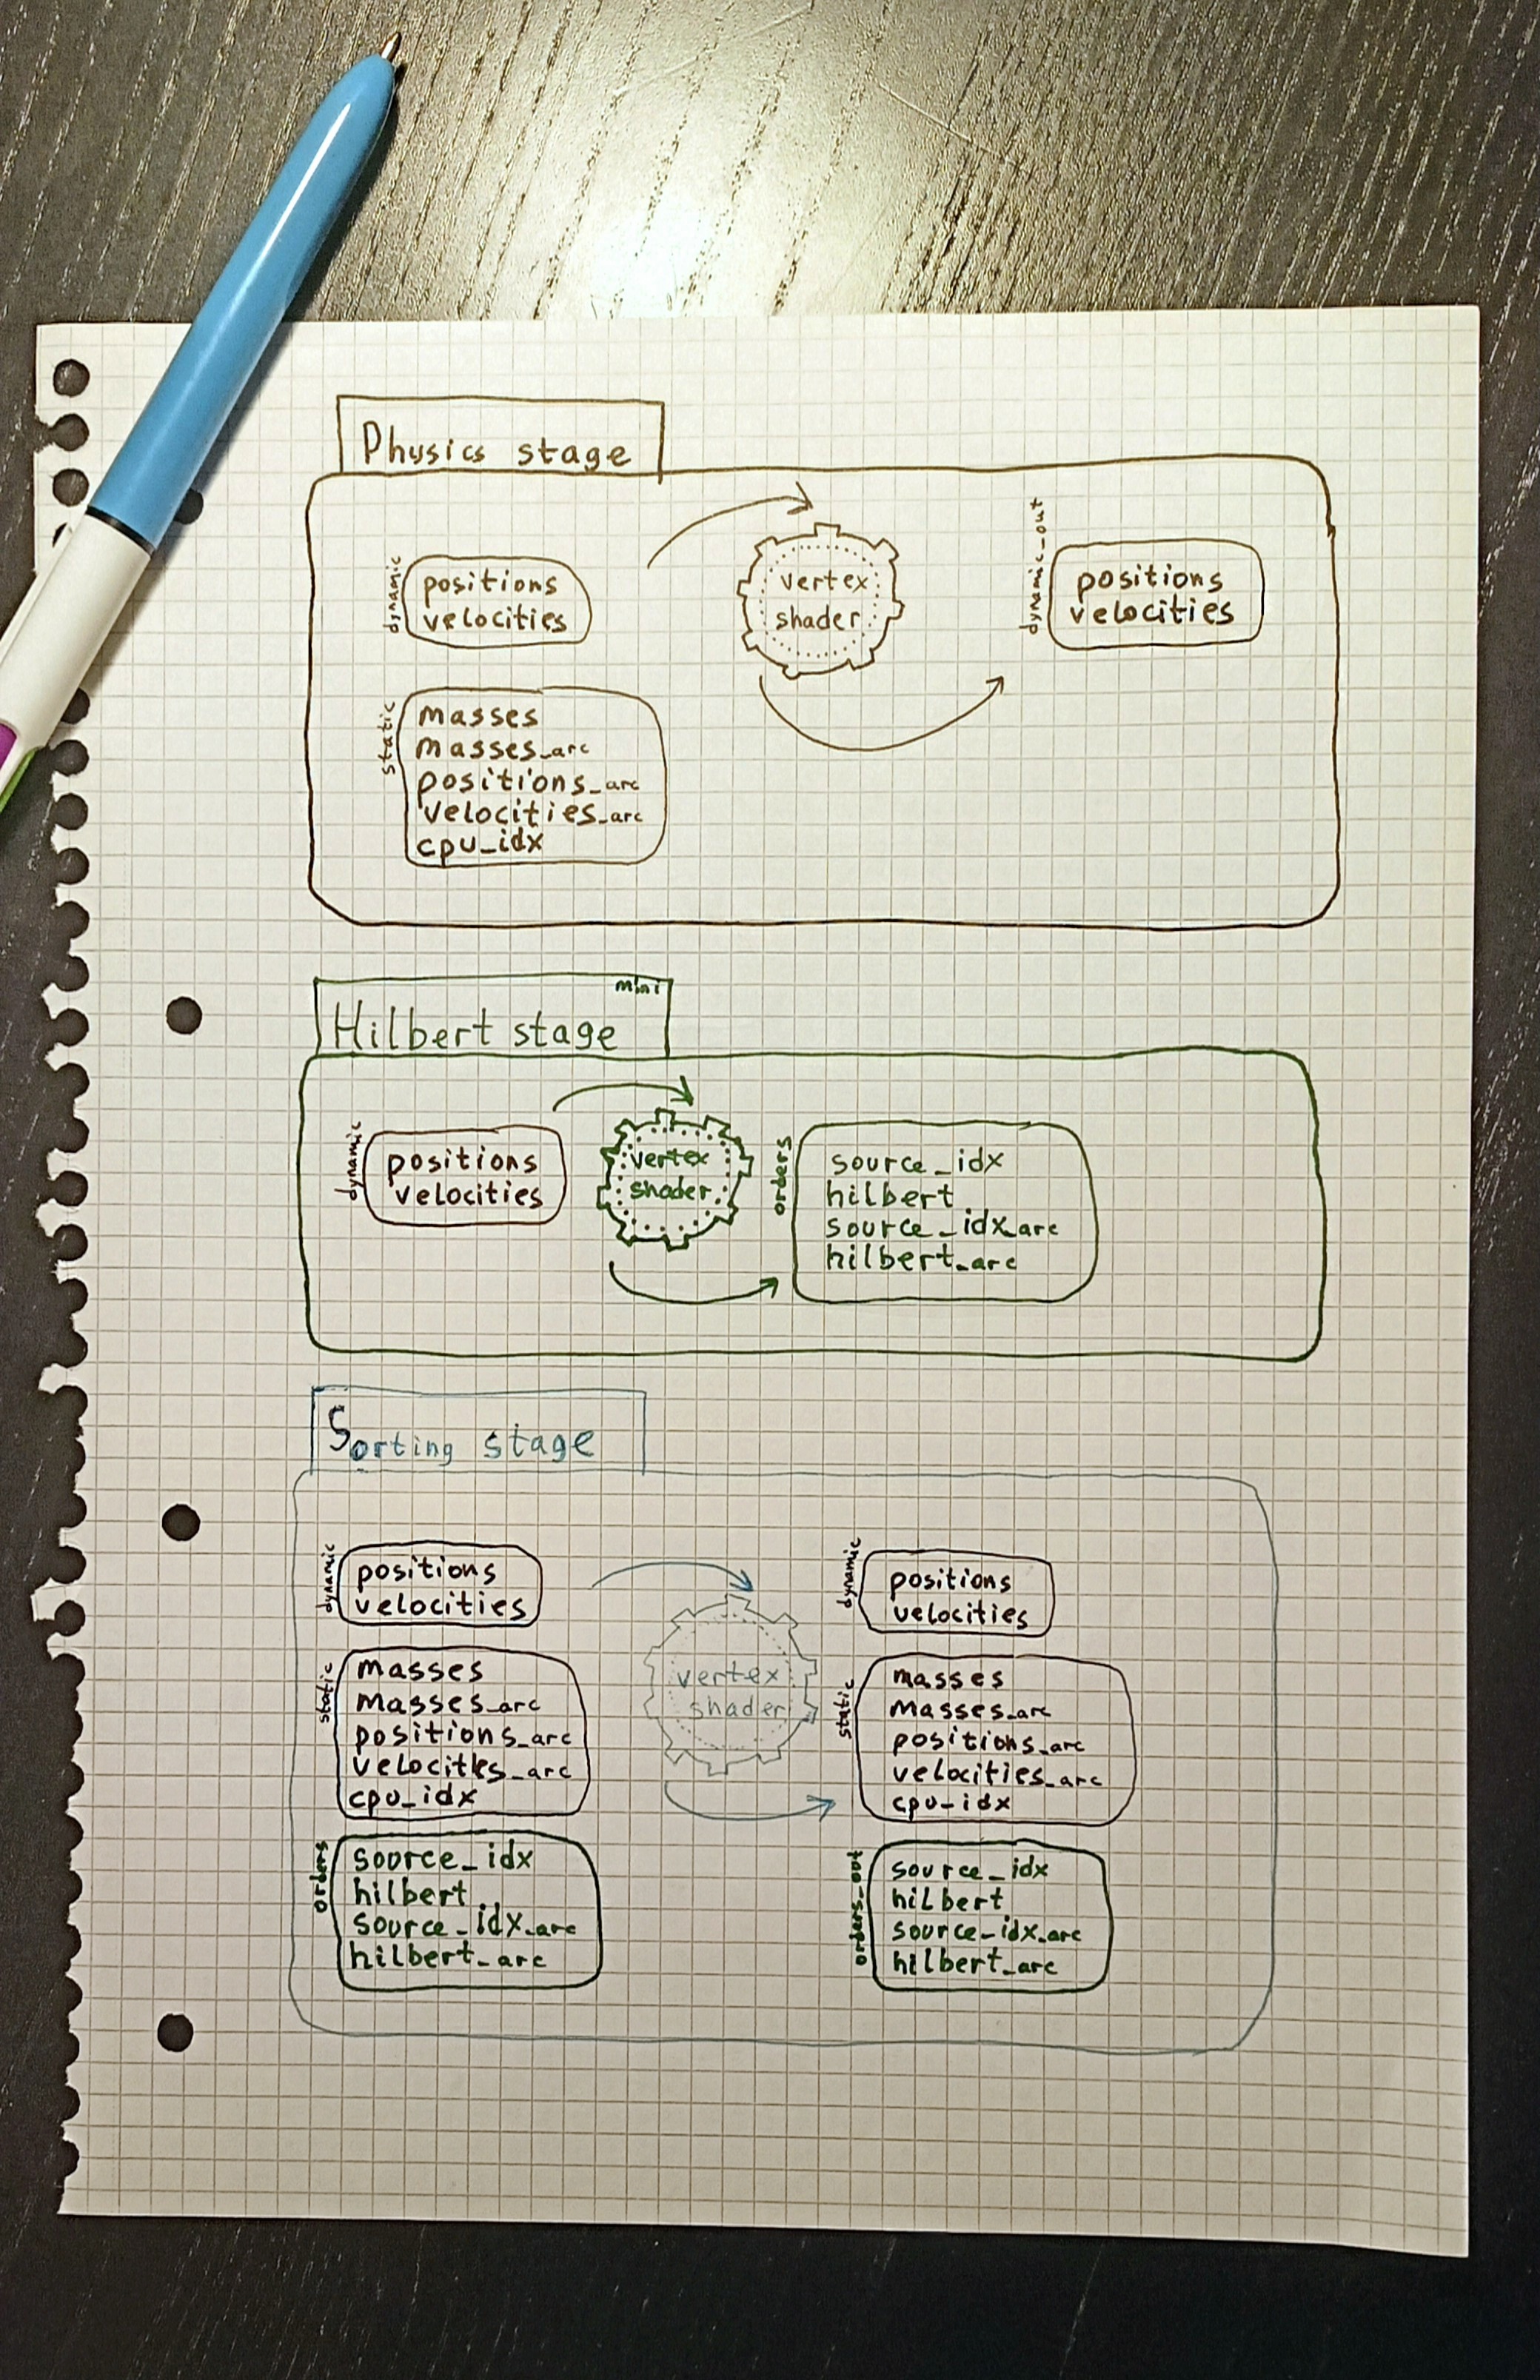 Physics stage
dynamic
positions
velocities
vertex
shader
dynamic_out
positions
velocities
static
masses
masses_arc
positions_arc
velocities_arc
cpu_idx
mini
Hilbert stage
dynamic
positions
velocities
vertex
shader
orders
source_idx
hilbert
source_idx_arc
hilbert_arc
Sorting stage
dynamic
positions
velocities
static
masses
masses_arc
positions_arc
velocities_arc
cpu_idx
orders
source_idx
hilbert
source_idx_arc
hilbert_arc
vertex
shader
dynamic
positions
velocities
static
masses
masses_arc
positions_arc
velocities_arc
cpu_idx
orders_out
source_idx
hilbert
source_idx_arc
hilbert_arc